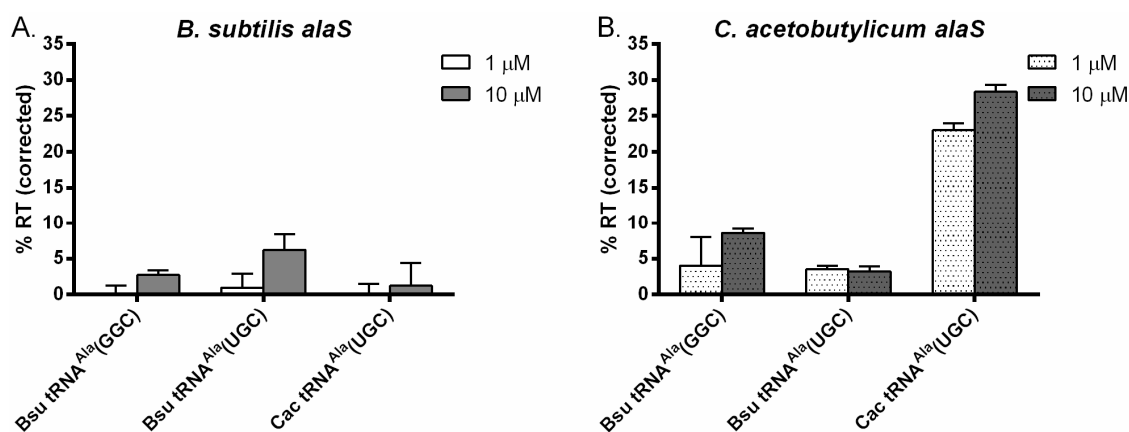 A.
B. subtilis alaS
% RT (corrected)
35
30
25
20
15
10
5
0
1 µM
10 µM
Bsu tRNAᴬˡᵃ(GGC)
Bsu tRNAᴬˡᵃ(UGC)
Cac tRNAᴬˡᵃ(UGC)
B.
C. acetobutylicum alaS
% RT (corrected)
35
30
25
20
15
10
5
0
1 µM
10 µM
Bsu tRNAᴬˡᵃ(GGC)
Bsu tRNAᴬˡᵃ(UGC)
Cac tRNAᴬˡᵃ(UGC)